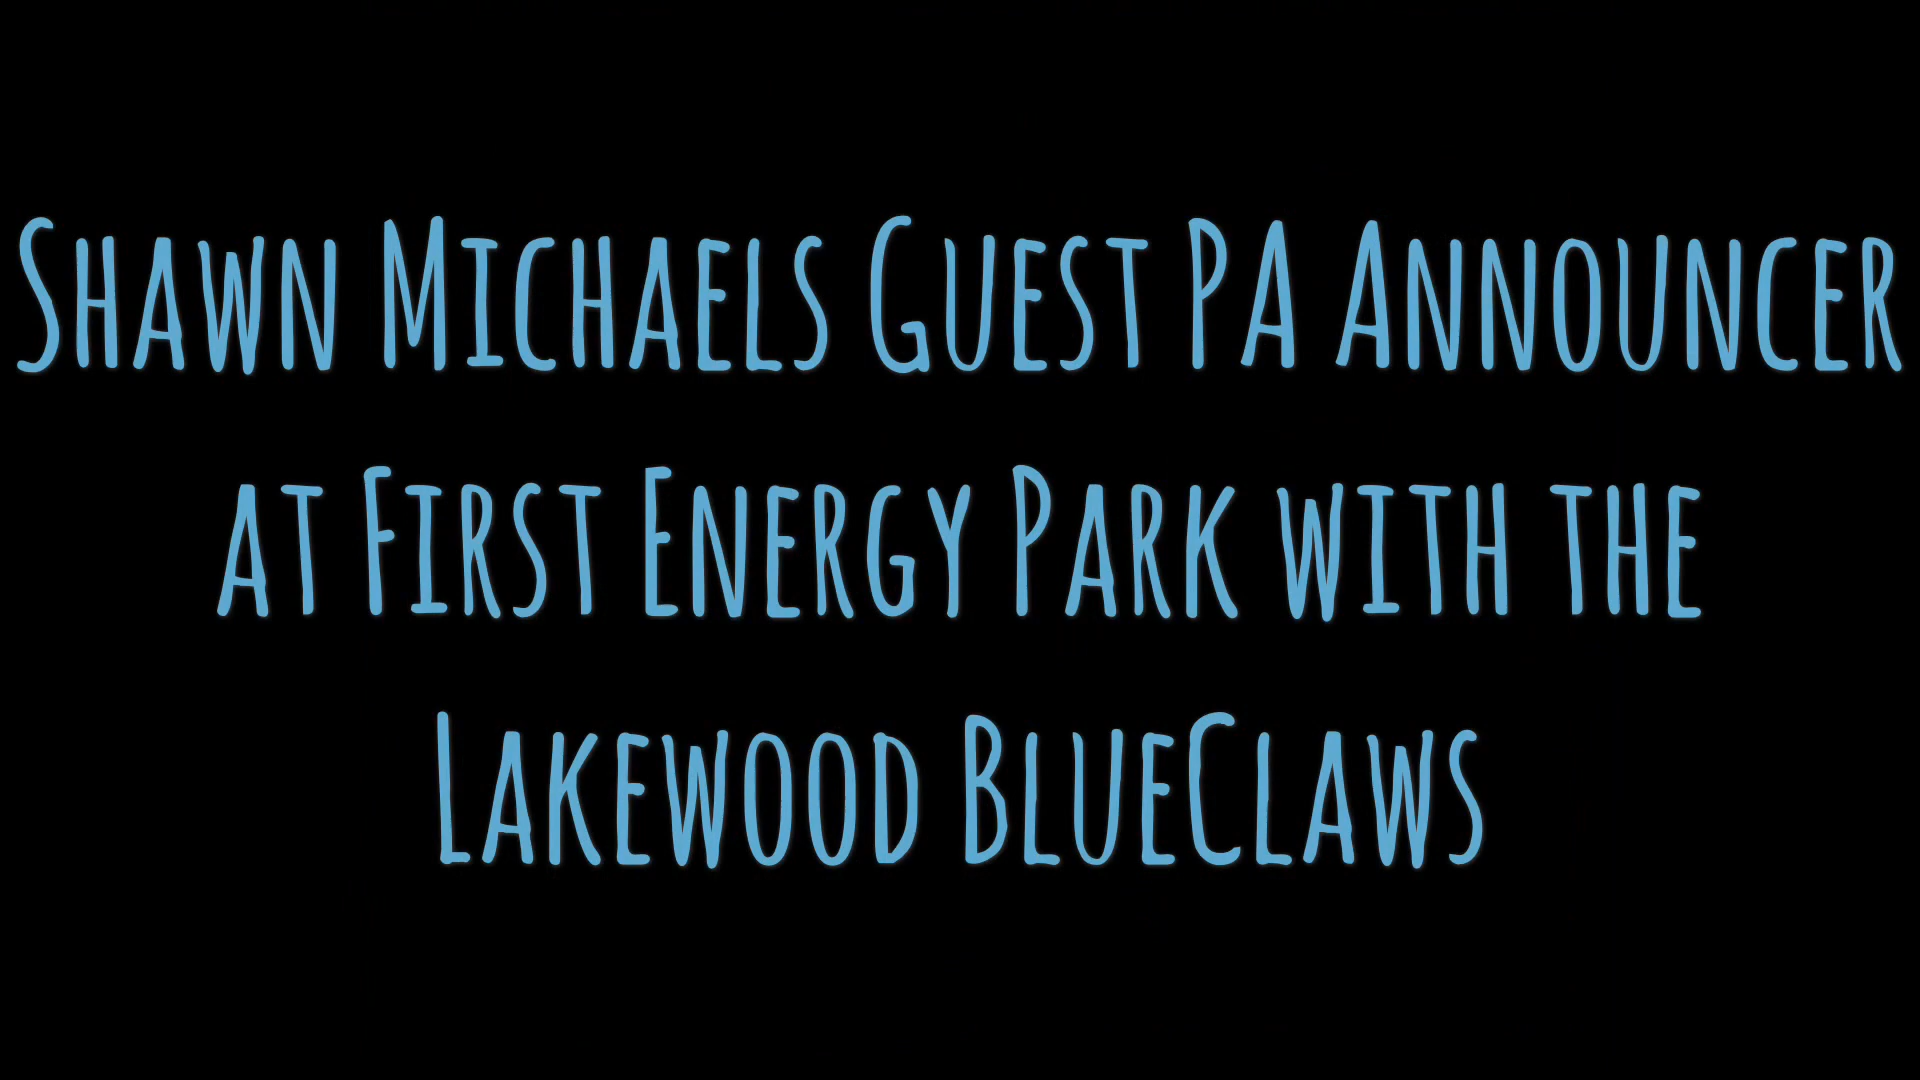 Shawn Michaels Guest PA Announcer
at First Energy Park with the
Lakewood BlueClaws